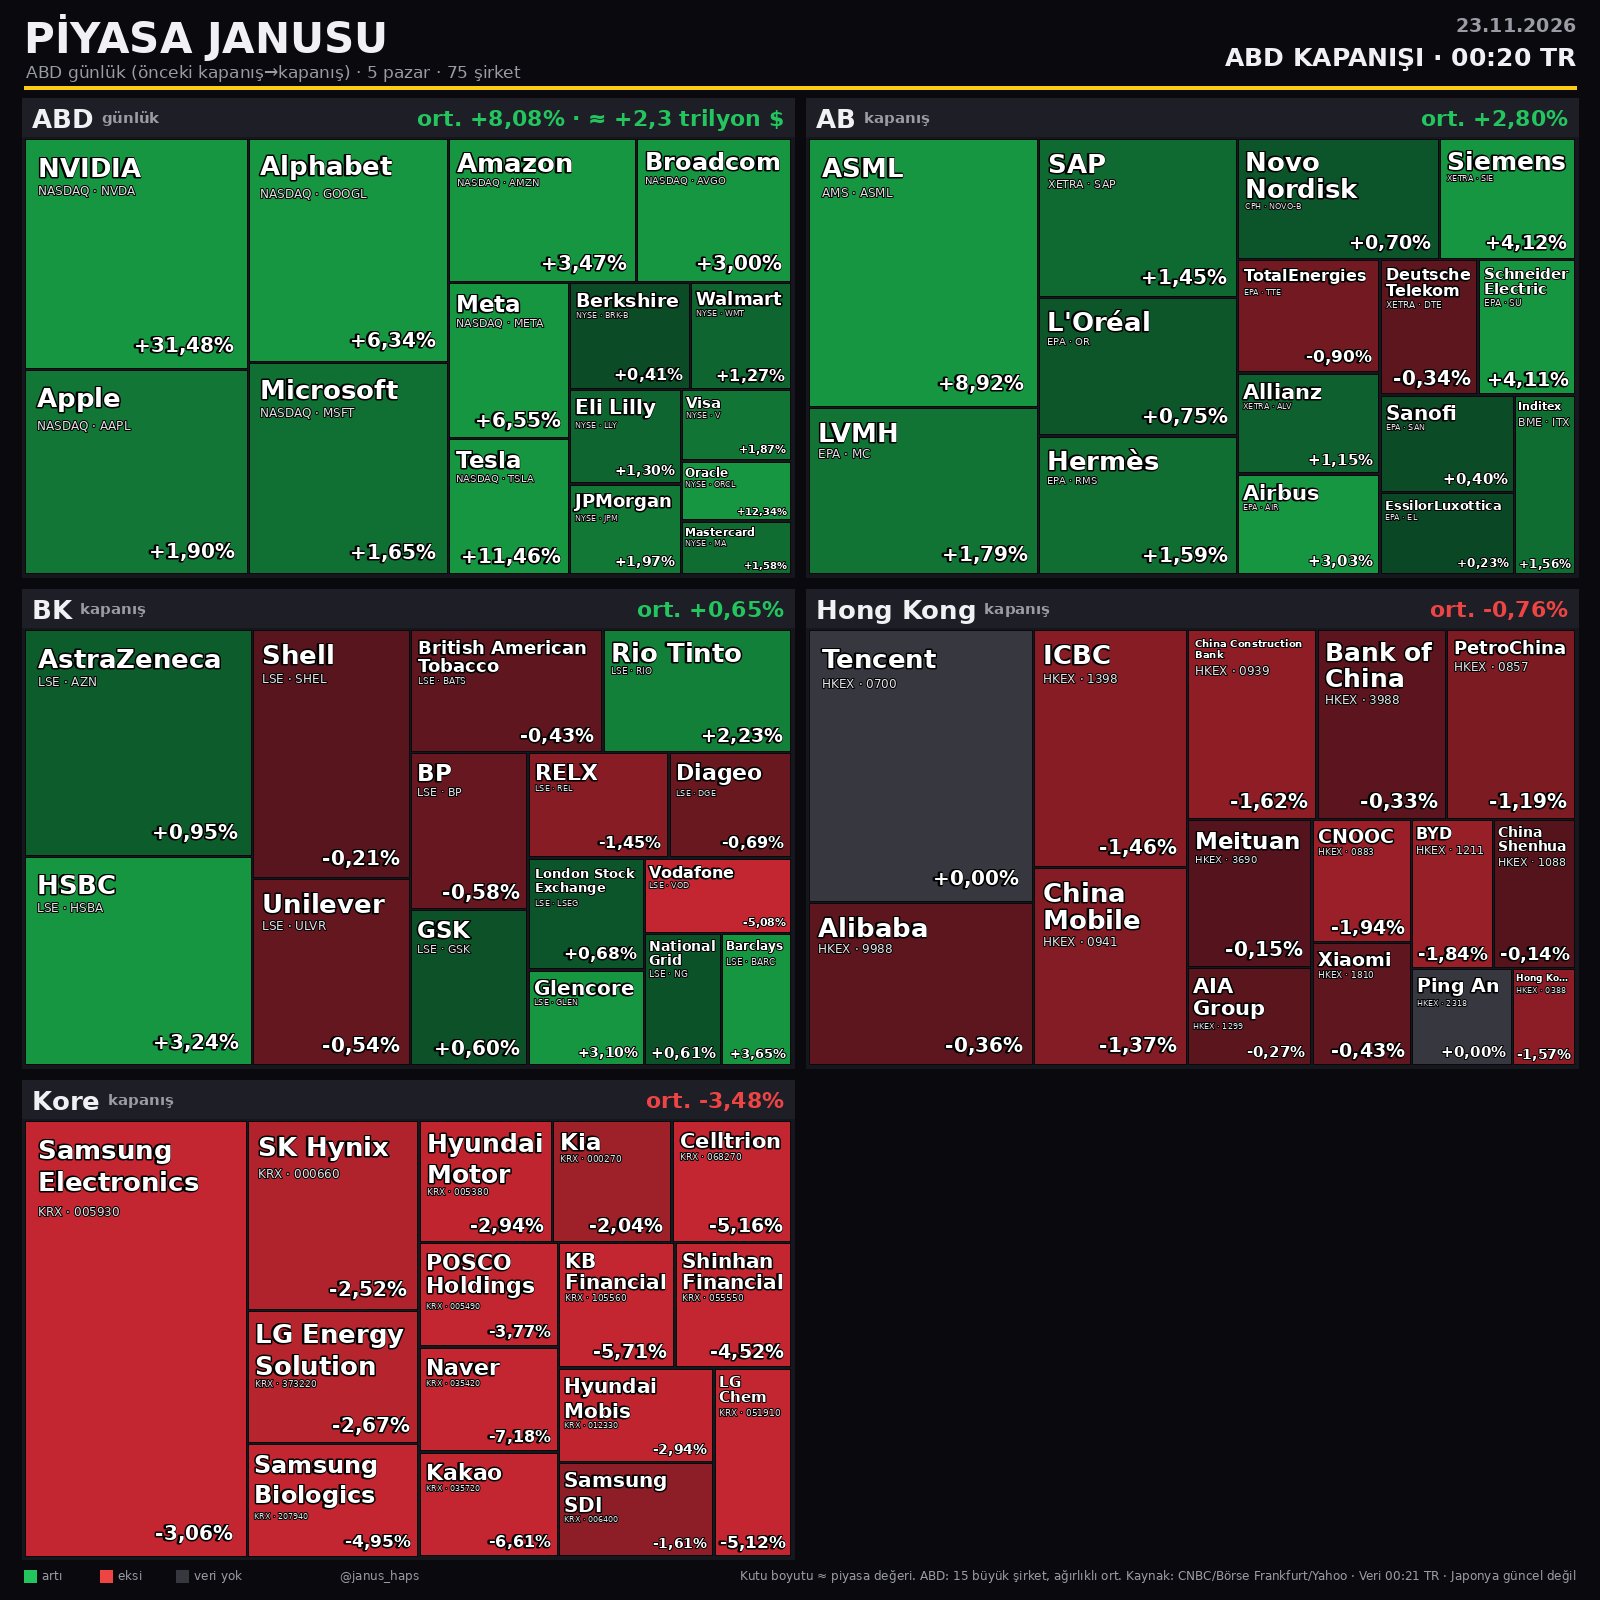 PİYASA JANUSU
ABD günlük (önceki kapanış→kapanış) · 5 pazar · 75 şirket
23.11.2026
ABD KAPANIŞI · 00:20 TR
ABD günlük
ort. +8,08% · ≈ +2,3 trilyon $
NVIDIA
NASDAQ · NVDA
+31,48%
Alphabet
NASDAQ · GOOGL
+6,34%
Amazon
NASDAQ · AMZN
+3,47%
Broadcom
NASDAQ · AVGO
+3,00%
Apple
NASDAQ · AAPL
+1,90%
Microsoft
NASDAQ · MSFT
+1,65%
Meta
NASDAQ · META
+6,55%
Tesla
NASDAQ · TSLA
+11,46%
Berkshire
NYSE · BRK-B
+0,41%
Walmart
NYSE · WMT
+1,27%
Eli Lilly
NYSE · LLY
+1,30%
Visa
NYSE · V
+1,87%
Oracle
NYSE · ORCL
+12,34%
JPMorgan
NYSE · JPM
+1,97%
Mastercard
NYSE · MA
+1,58%
AB kapanış
ort. +2,80%
ASML
AMS · ASML
+8,92%
LVMH
EPA · MC
+1,79%
SAP
XETRA · SAP
+1,45%
L'Oréal
EPA · OR
+0,75%
Hermès
EPA · RMS
+1,59%
Novo
Nordisk
CPH · NOVO-B
+0,70%
Siemens
XETRA · SIE
+4,12%
TotalEnergies
EPA · TTE
-0,90%
Deutsche
Telekom
XETRA · DTE
-0,34%
Schneider
Electric
EPA · SU
+4,11%
Allianz
XETRA · ALV
+1,15%
Airbus
EPA · AIR
+3,03%
Sanofi
EPA · SAN
+0,40%
EssilorLuxottica
EPA · EL
+0,23%
Inditex
BME · ITX
+1,56%
BK kapanış
ort. +0,65%
AstraZeneca
LSE · AZN
+0,95%
HSBC
LSE · HSBA
+3,24%
Shell
LSE · SHEL
-0,21%
Unilever
LSE · ULVR
-0,54%
British American
Tobacco
LSE · BATS
-0,43%
Rio Tinto
LSE · RIO
+2,23%
BP
LSE · BP
-0,58%
GSK
LSE · GSK
+0,60%
RELX
LSE · REL
-1,45%
Diageo
LSE · DGE
-0,69%
London Stock
Exchange
LSE · LSEG
+0,68%
Glencore
LSE · GLEN
+3,10%
Vodafone
LSE · VOD
-5,08%
National
Grid
LSE · NG
+0,61%
Barclays
LSE · BARC
+3,65%
Hong Kong kapanış
ort. -0,76%
Tencent
HKEX · 0700
+0,00%
Alibaba
HKEX · 9988
-0,36%
ICBC
HKEX · 1398
-1,46%
China
Mobile
HKEX · 0941
-1,37%
China Construction
Bank
HKEX · 0939
-1,62%
Bank of
China
HKEX · 3988
-0,33%
PetroChina
HKEX · 0857
-1,19%
Meituan
HKEX · 3690
-0,15%
AIA
Group
HKEX · 1299
-0,27%
CNOOC
HKEX · 0883
-1,94%
Xiaomi
HKEX · 1810
-0,43%
BYD
HKEX · 1211
-1,84%
China
Shenhua
HKEX · 1088
-0,14%
Ping An
HKEX · 2318
+0,00%
Hong Ko...
HKEX · 0388
-1,57%
Kore kapanış
ort. -3,48%
Samsung
Electronics
KRX · 005930
-3,06%
SK Hynix
KRX · 000660
-2,52%
LG Energy
Solution
KRX · 373220
-2,67%
Samsung
Biologics
KRX · 207940
-4,95%
Hyundai
Motor
KRX · 005380
-2,94%
Kia
KRX · 000270
-2,04%
Celltrion
KRX · 068270
-5,16%
POSCO
Holdings
KRX · 005490
-3,77%
Naver
KRX · 035420
-7,18%
Kakao
KRX · 035720
-6,61%
KB
Financial
KRX · 105560
-5,71%
Shinhan
Financial
KRX · 055550
-4,52%
Hyundai
Mobis
KRX · 012330
-2,94%
Samsung
SDI
KRX · 006400
-1,61%
LG
Chem
KRX · 051910
-5,12%
artı
eksi
veri yok
@janus_haps
Kutu boyutu ≈ piyasa değeri. ABD: 15 büyük şirket, ağırlıklı ort. Kaynak: CNBC/Börse Frankfurt/Yahoo · Veri 00:21 TR · Japonya güncel değil